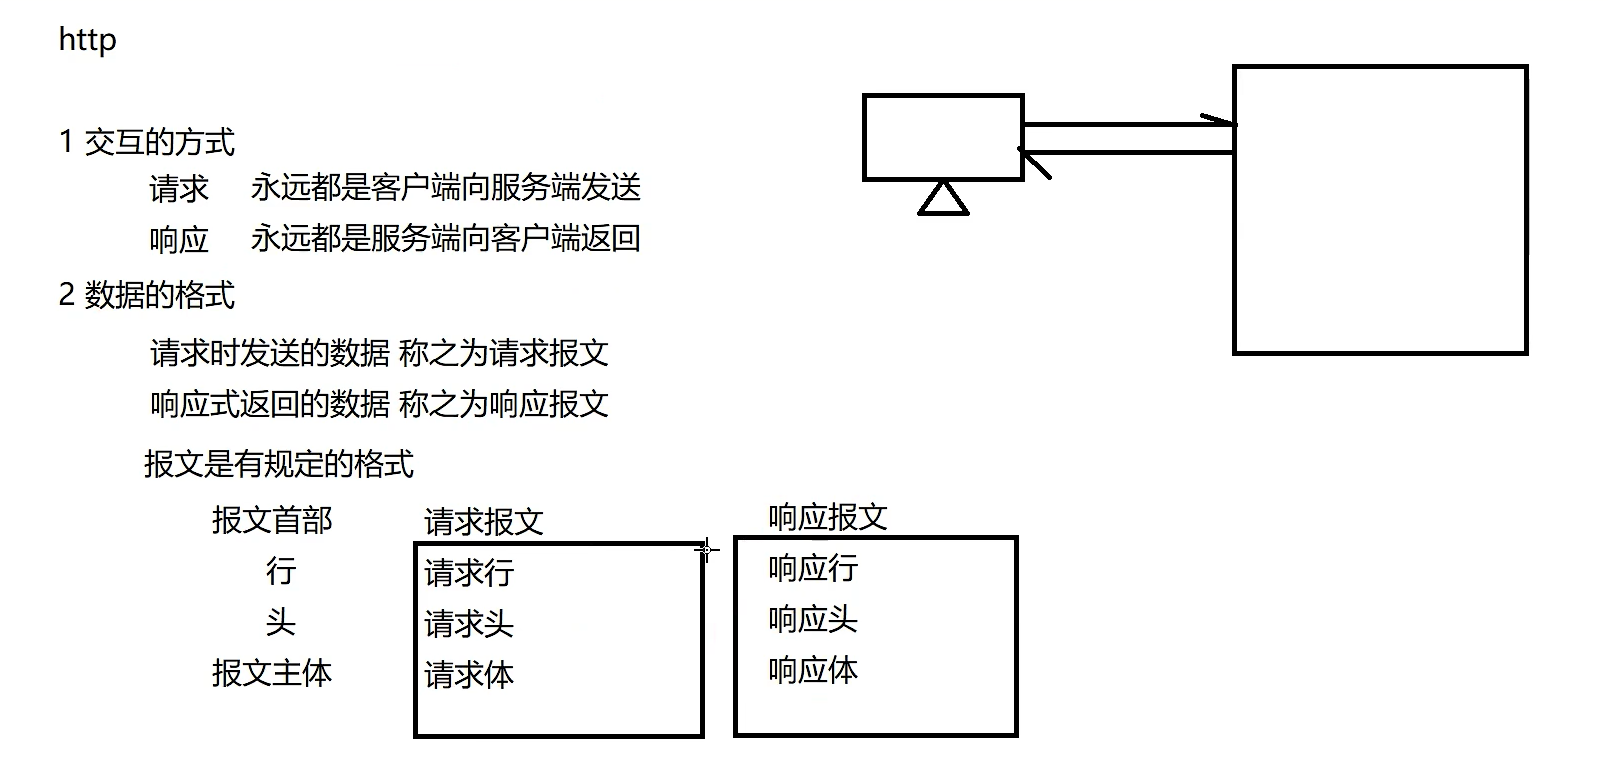 http
1 交互的方式
请求 永远都是客户端向服务端发送
响应 永远都是服务端向客户端返回
2 数据的格式
请求时发送的数据 称之为请求报文
响应式返回的数据 称之为响应报文
报文是有规定的格式
报文首部 请求报文 响应报文
行 请求行 响应行
头 请求头 响应头
报文主体 请求体 响应体